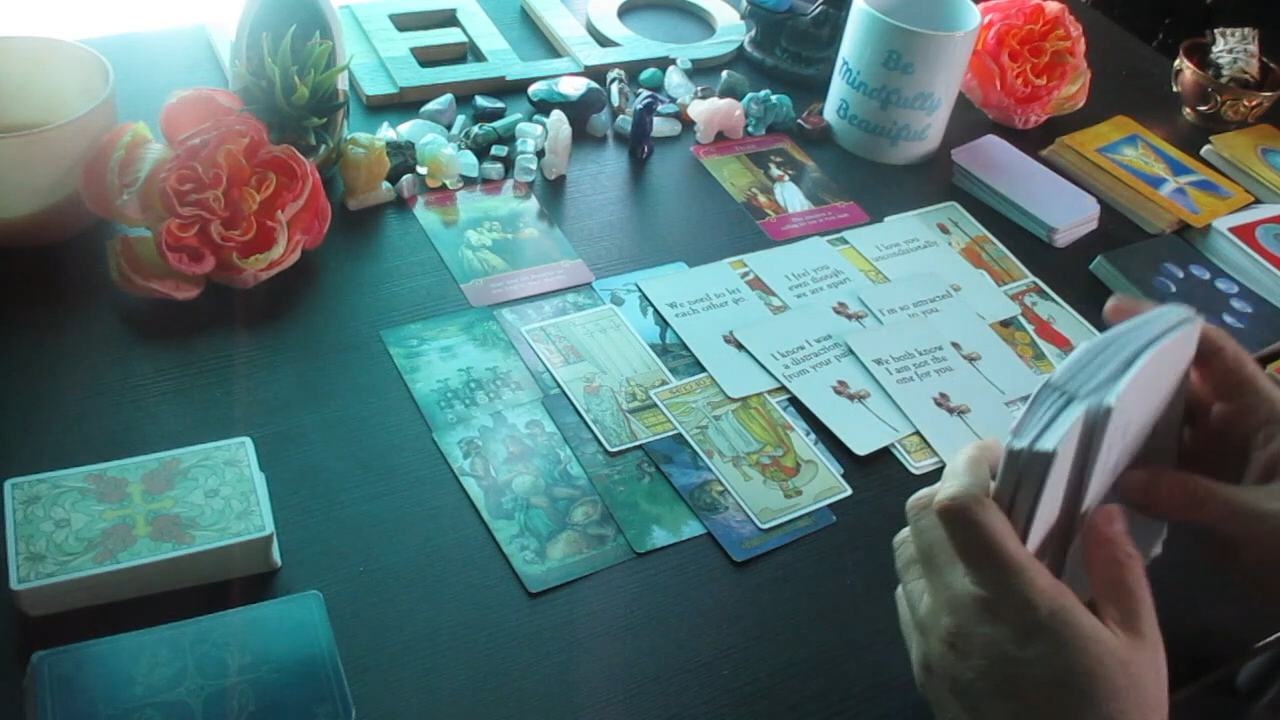 ELO
Be
Mindfully
Beautiful
We need to let
each other go.
I feel you
even though
we are apart
I love you
unconditionally
I'm so attracted
to you
I know I was
a distraction
from your path
We both know
I am not the
one for you